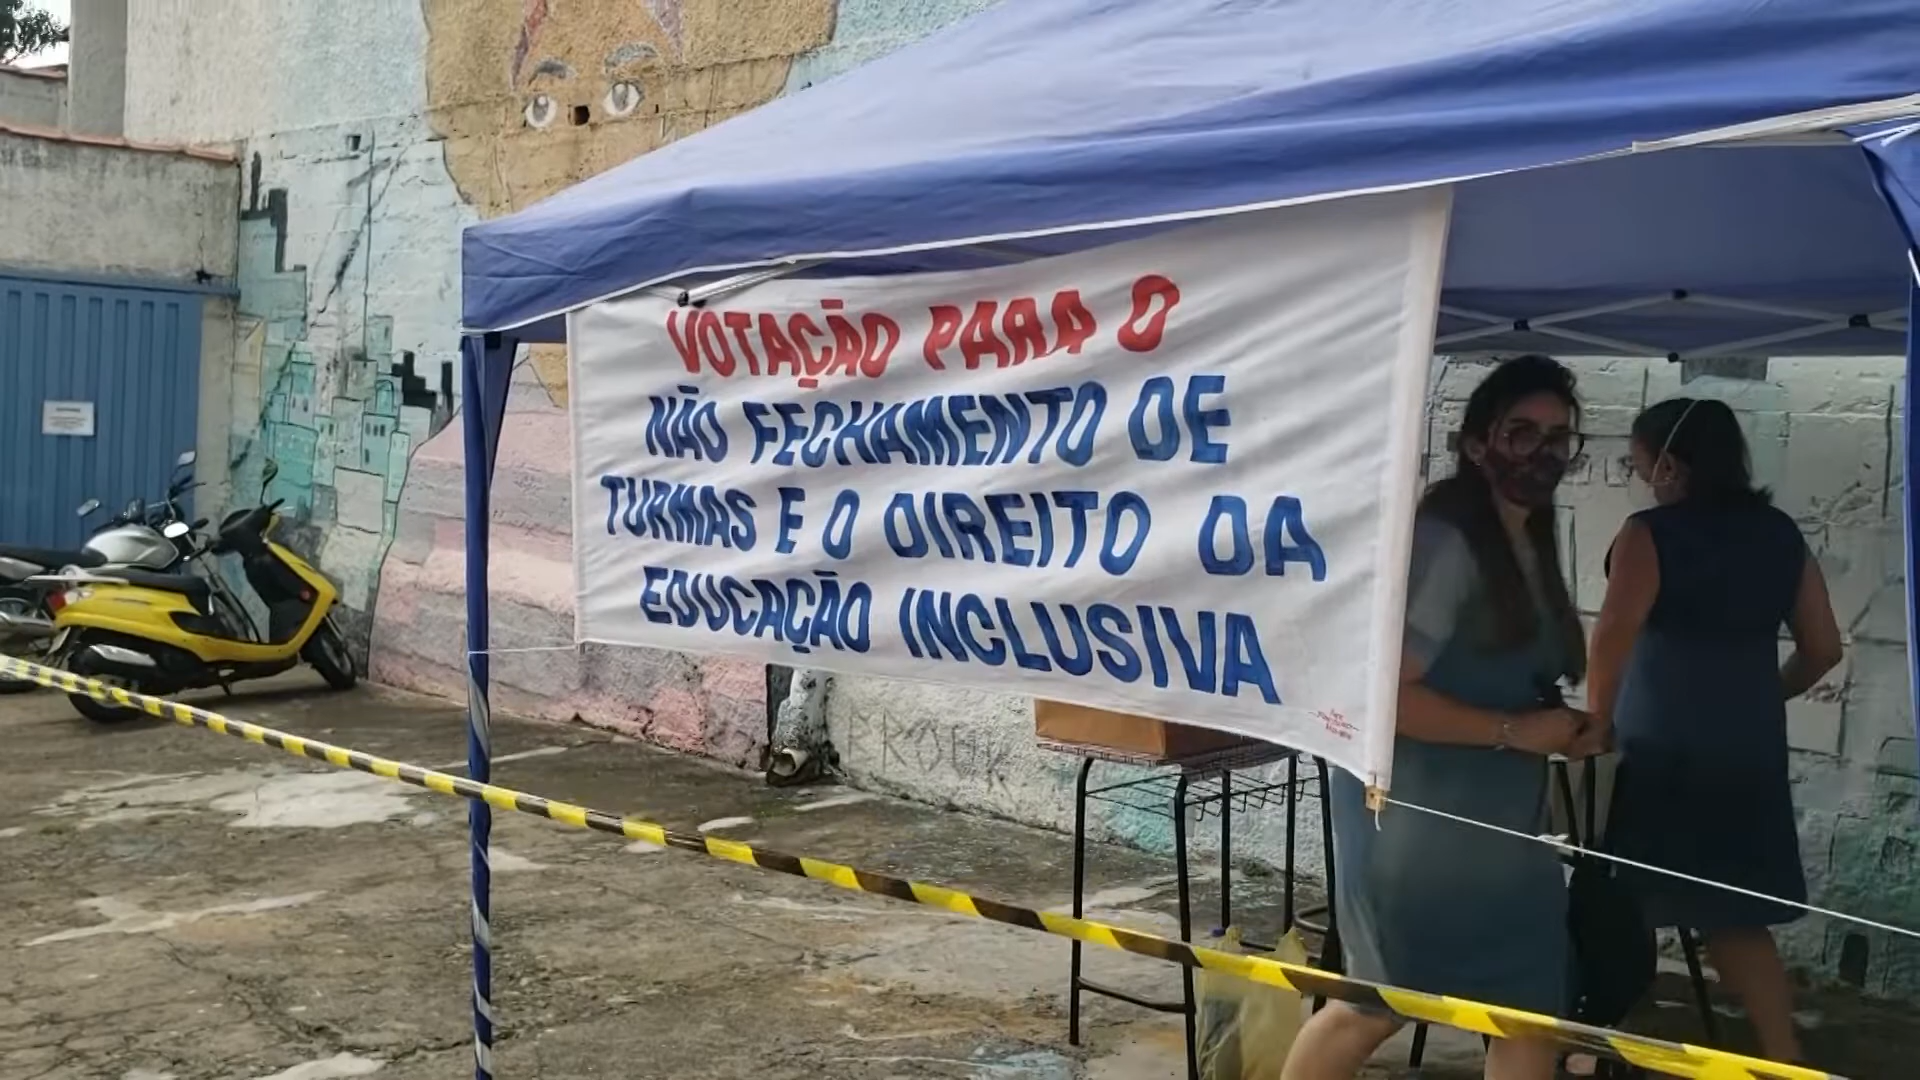 VOTAÇÃO PARA O
NÃO FECHAMENTO DE
TURMAS E O DIREITO DA
EDUCAÇÃO INCLUSIVA